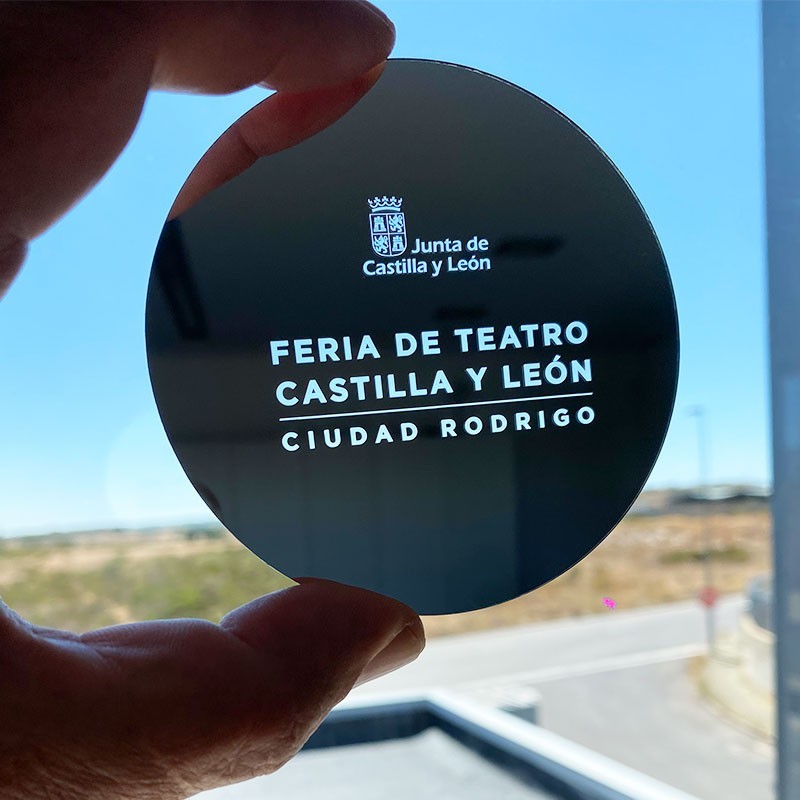 Junta de
Castilla y León
FERIA DE TEATRO
CASTILLA Y LEÓN
CIUDAD RODRIGO